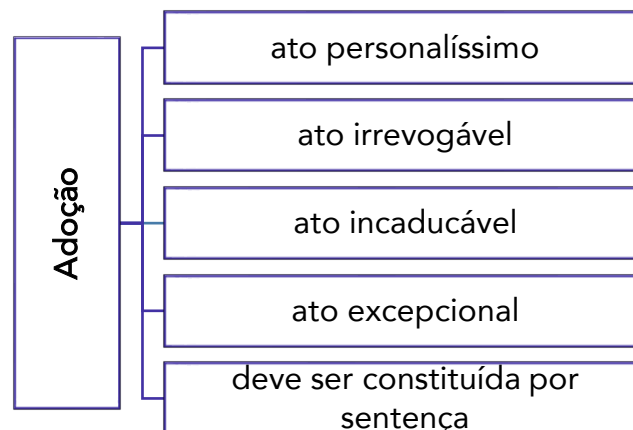 Adoção
ato personalíssimo
ato irrevogável
ato incaducável
ato excepcional
deve ser constituída por
sentença